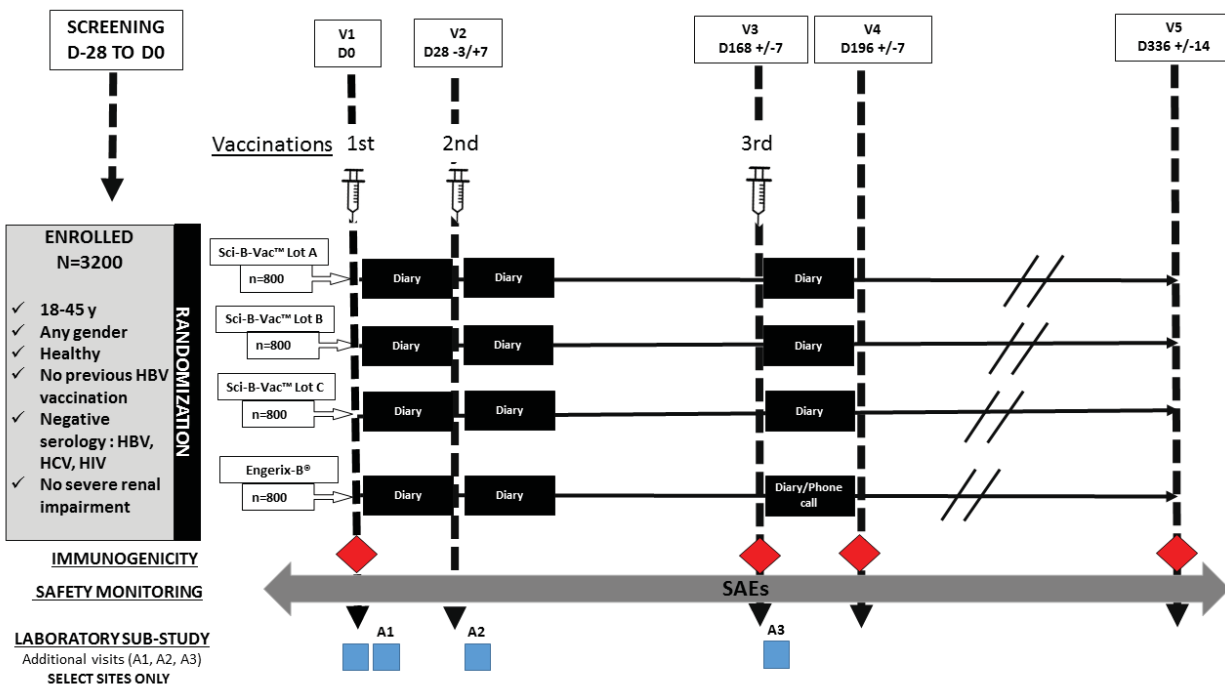 SCREENING
D-28 TO D0
V1
D0
V2
D28 -3/+7
V3
D168 +/-7
V4
D196 +/-7
V5
D336 +/-14
Vaccinations 1st 2nd 3rd
ENROLLED
N=3200
✓ 18-45 y
✓ Any gender
✓ Healthy
✓ No previous HBV
vaccination
✓ Negative
serology : HBV,
HCV, HIV
✓ No severe renal
impairment
RANDOMIZATION
Sci-B-Vac™ Lot A
n=800
Diary Diary Diary
Sci-B-Vac™ Lot B
n=800
Diary Diary Diary
Sci-B-Vac™ Lot C
n=800
Diary Diary Diary
Engerix-B®
n=800
Diary Diary Diary/Phone
call
IMMUNOGENICITY
SAFETY MONITORING
SAEs
LABORATORY SUB-STUDY
Additional visits (A1, A2, A3)
SELECT SITES ONLY
A1 A2 A3